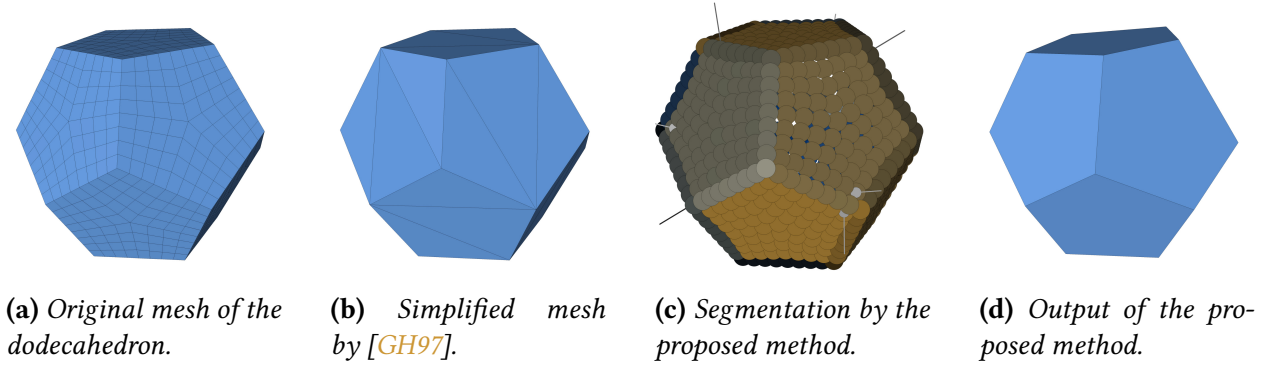 (a) Original mesh of the
dodecahedron.
(b) Simplified mesh
by [GH97].
(c) Segmentation by the
proposed method.
(d) Output of the pro-
posed method.